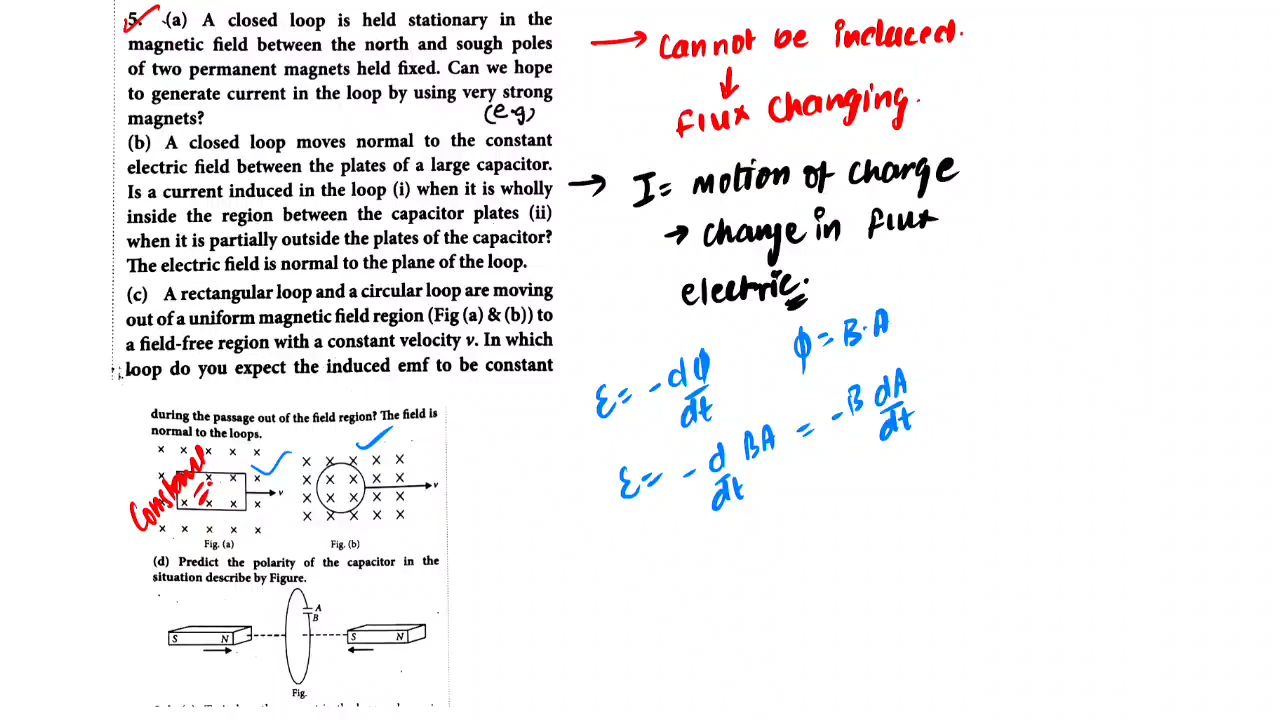 5. (a) A closed loop is held stationary in the
magnetic field between the north and sough poles
of two permanent magnets held fixed. Can we hope
to generate current in the loop by using very strong
magnets?
(e.g)
(b) A closed loop moves normal to the constant
electric field between the plates of a large capacitor.
Is a current induced in the loop (i) when it is wholly
inside the region between the capacitor plates (ii)
when it is partially outside the plates of the capacitor?
The electric field is normal to the plane of the loop.
(c) A rectangular loop and a circular loop are moving
out of a uniform magnetic field region (Fig (a) & (b)) to
a field-free region with a constant velocity v. In which
loop do you expect the induced emf to be constant
during the passage out of the field region? The field is
normal to the loops.
Constant
v
v
Fig. (a)
Fig. (b)
(d) Predict the polarity of the capacitor in the
situation describe by Figure.
A
B
S N
S N
Fig.
→ Cannot be induced.
↓
flux changing.
→ I = motion of charge
→ change in flux
electric.
ϕ = B·A
ε = -dϕ/dt
ε = -d/dt BA = -B dA/dt